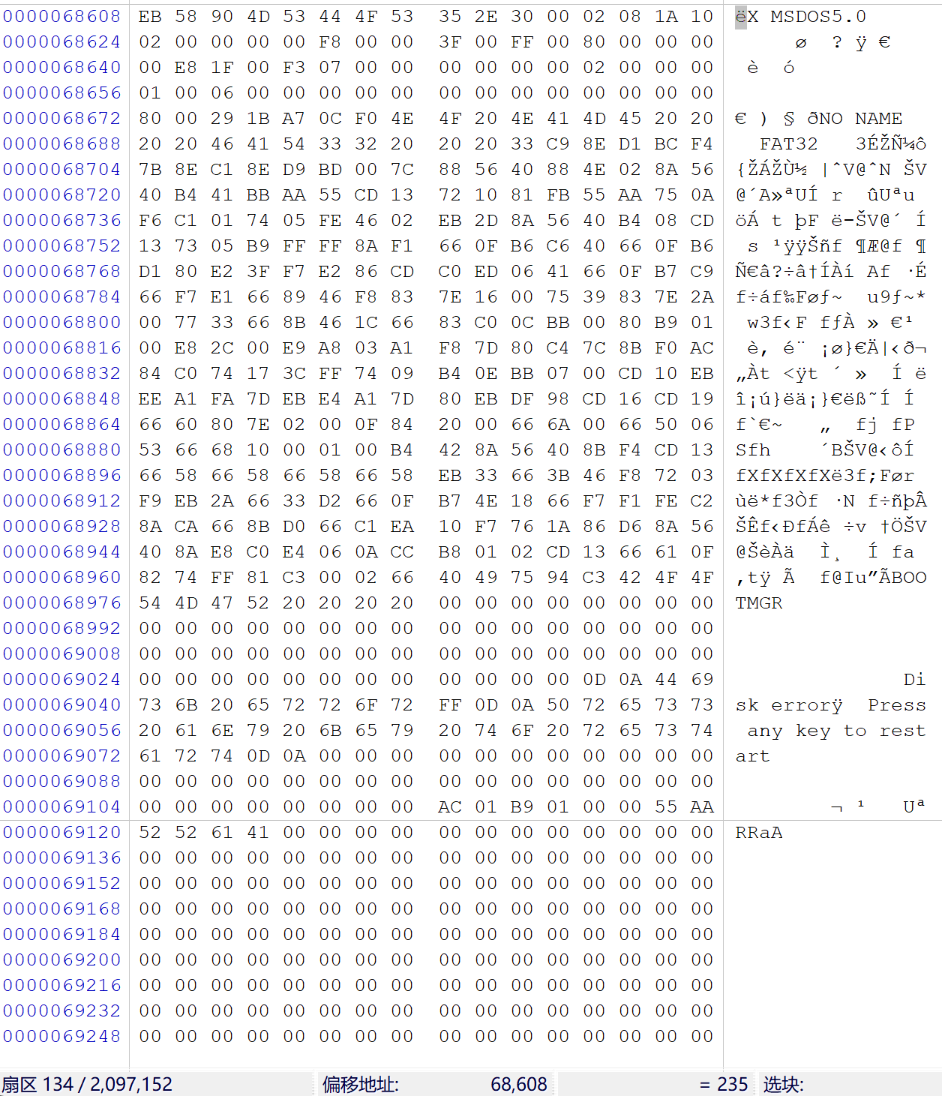 0000068608 EB 58 90 4D 53 44 4F 53 35 2E 30 00 02 08 1A 10 ëX MSDOS5.0
0000068624 02 00 00 00 00 F8 00 00 3F 00 FF 00 80 00 00 00 ø ? ÿ €
0000068640 00 E8 1F 00 F3 07 00 00 00 00 00 00 02 00 00 00 è ó
0000068656 01 00 06 00 00 00 00 00 00 00 00 00 00 00 00 00
0000068672 80 00 29 1B A7 0C F0 4E 4F 20 4E 41 4D 45 20 20 € ) § ðNO NAME
0000068688 20 20 46 41 54 33 32 20 20 20 33 C9 8E D1 BC F4 FAT32 3ÉŽÑ¼ô
0000068704 7B 8E C1 8E D9 BD 00 7C 88 56 40 88 4E 02 8A 56 {ŽÁŽÙ½ |ˆV@ˆN ŠV
0000068720 40 B4 41 BB AA 55 CD 13 72 10 81 FB 55 AA 75 0A @´A»ªUÍ r ûUªu
0000068736 F6 C1 01 74 05 FE 46 02 EB 2D 8A 56 40 B4 08 CD öÁ t þF ë-ŠV@´ Í
0000068752 13 73 05 B9 FF FF 8A F1 66 0F B6 C6 40 66 0F B6 s ¹ÿÿŠñf ¶Æ@f ¶
0000068768 D1 80 E2 3F F7 E2 86 CD C0 ED 06 41 66 0F B7 C9 Ñ€â?÷â†ÍÀí Af ·É
0000068784 66 F7 E1 66 89 46 F8 83 7E 16 00 75 39 83 7E 2A f÷áf‰Føƒ~ u9ƒ~*
0000068800 00 77 33 66 8B 46 1C 66 83 C0 0C BB 00 80 B9 01 w3f‹F fƒÀ » €¹
0000068816 00 E8 2C 00 E9 A8 03 A1 F8 7D 80 C4 7C 8B F0 AC è, é¨ ¡ø}€Ä|‹ð¬
0000068832 84 C0 74 17 3C FF 74 09 B4 0E BB 07 00 CD 10 EB „Àt <ÿt ´ » Í ë
0000068848 EE A1 FA 7D EB E4 A1 7D 80 EB DF 98 CD 16 CD 19 î¡ú}ëä¡}€ëß˜Í Í
0000068864 66 60 80 7E 02 00 0F 84 20 00 66 6A 00 66 50 06 f`€~ „ fj fP
0000068880 53 66 68 10 00 01 00 B4 42 8A 56 40 8B F4 CD 13 Sfh ´BŠV@‹ôÍ
0000068896 66 58 66 58 66 58 66 58 EB 33 66 3B 46 F8 72 03 fXfXfXfXë3f;Før
0000068912 F9 EB 2A 66 33 D2 66 0F B7 4E 18 66 F7 F1 FE C2 ùë*f3Òf ·N f÷ñþÂ
0000068928 8A CA 66 8B D0 66 C1 EA 10 F7 76 1A 86 D6 8A 56 ŠÊf‹ÐfÁê ÷v †ÖŠV
0000068944 40 8A E8 C0 E4 06 0A CC B8 01 02 CD 13 66 61 0F @ŠèÀä Ì¸ Í fa
0000068960 82 74 FF 81 C3 00 02 66 40 49 75 94 C3 42 4F 4F ‚tÿ Ã f@Iu”ÃBOO
0000068976 54 4D 47 52 20 20 20 20 00 00 00 00 00 00 00 00 TMGR
0000068992 00 00 00 00 00 00 00 00 00 00 00 00 00 00 00 00
0000069008 00 00 00 00 00 00 00 00 00 00 00 00 00 00 00 00
0000069024 00 00 00 00 00 00 00 00 00 00 00 00 0D 0A 44 69 Di
0000069040 73 6B 20 65 72 72 6F 72 FF 0D 0A 50 72 65 73 73 sk errorÿ Press
0000069056 20 61 6E 79 20 6B 65 79 20 74 6F 20 72 65 73 74 any key to rest
0000069072 61 72 74 0D 0A 00 00 00 00 00 00 00 00 00 00 00 art
0000069088 00 00 00 00 00 00 00 00 00 00 00 00 00 00 00 00
0000069104 00 00 00 00 00 00 00 00 AC 01 B9 01 00 00 55 AA ¬ ¹ Uª
0000069120 52 52 61 41 00 00 00 00 00 00 00 00 00 00 00 00 RRaA
0000069136 00 00 00 00 00 00 00 00 00 00 00 00 00 00 00 00
0000069152 00 00 00 00 00 00 00 00 00 00 00 00 00 00 00 00
0000069168 00 00 00 00 00 00 00 00 00 00 00 00 00 00 00 00
0000069184 00 00 00 00 00 00 00 00 00 00 00 00 00 00 00 00
0000069200 00 00 00 00 00 00 00 00 00 00 00 00 00 00 00 00
0000069216 00 00 00 00 00 00 00 00 00 00 00 00 00 00 00 00
0000069232 00 00 00 00 00 00 00 00 00 00 00 00 00 00 00 00
0000069248 00 00 00 00 00 00 00 00 00 00 00 00 00 00 00 00
扇区 134 / 2,097,152 偏移地址: 68,608 = 235 选块: